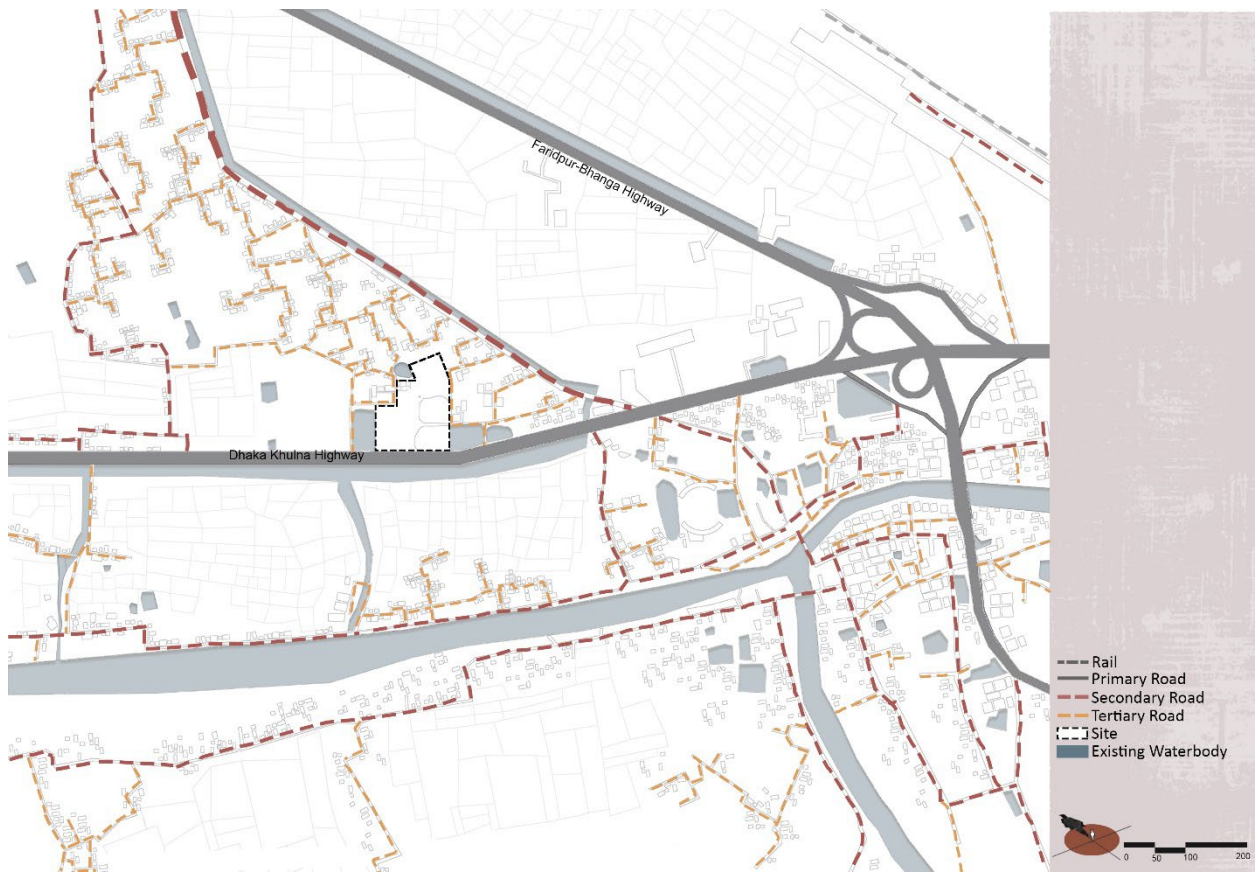 Faridpur-Bhanga Highway
Dhaka Khulna Highway
Rail
Primary Road
Secondary Road
Tertiary Road
Site
Existing Waterbody
0 50 100 200